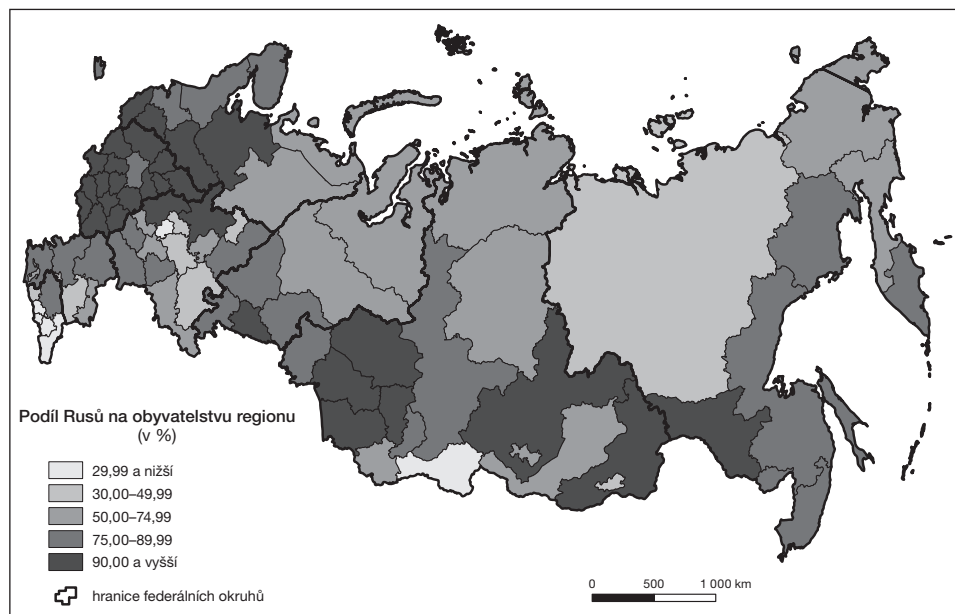 Podíl Rusů na obyvatelstvu regionu
(v %)
29,99 a nižší
30,00–49,99
50,00–74,99
75,00–89,99
90,00 a vyšší
hranice federálních okruhů
0 500 1 000 km